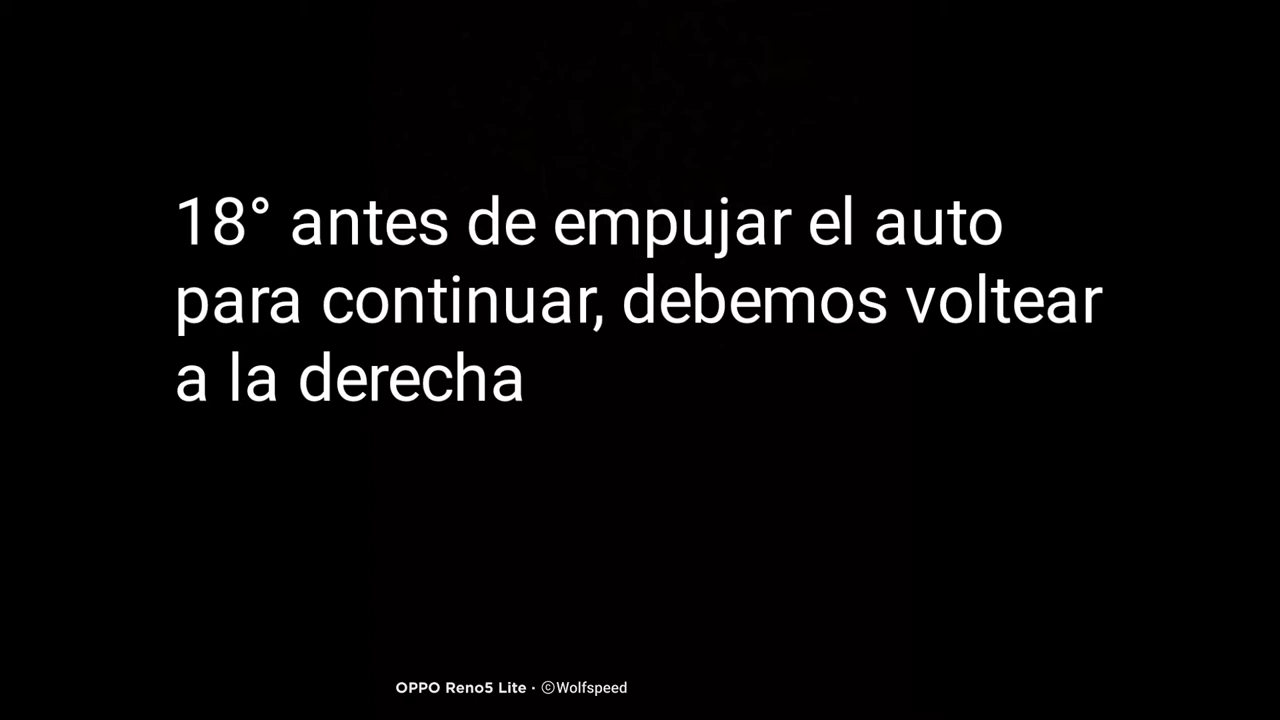 18° antes de empujar el auto
para continuar, debemos voltear
a la derecha
OPPO Reno5 Lite · ©Wolfspeed